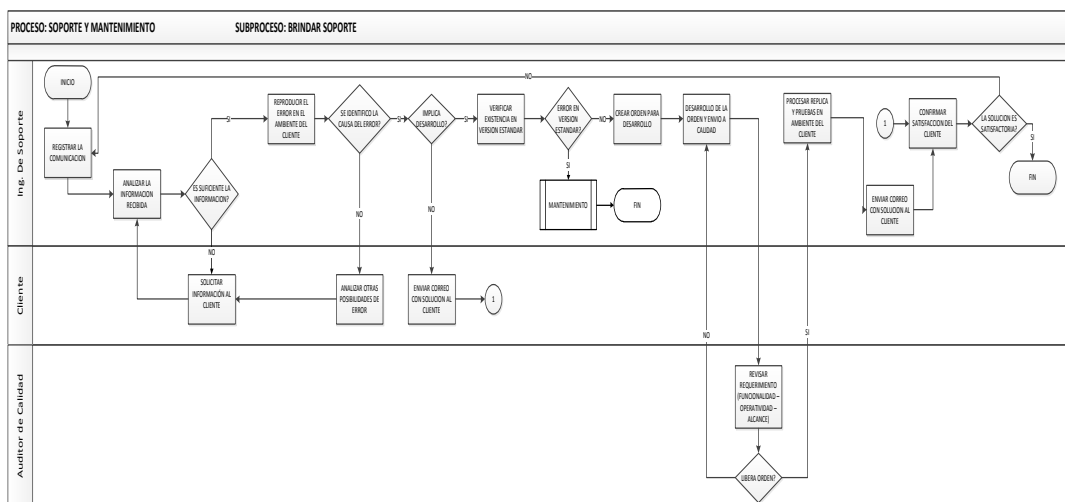 PROCESO: SOPORTE Y MANTENIMIENTO
SUBPROCESO: BRINDAR SOPORTE
Ing. De Soporte
INICIO
REGISTRAR LA
COMUNICACION
ANALIZAR LA
INFORMACION
RECIBIDA
ES SUFICIENTE LA
INFORMACION?
SI
NO
REPRODUCIR EL
ERROR EN EL
AMBIENTE DEL
CLIENTE
SE IDENTIFICO LA
CAUSA DEL ERROR?
SI
NO
IMPLICA
DESARROLLO?
SI
NO
VERIFICAR
EXISTENCIA EN
VERSION ESTANDAR
ERROR EN
VERSION
ESTANDAR?
NO
SI
MANTENIMIENTO
FIN
CREAR ORDEN PARA
DESARROLLO
DESARROLLO DE LA
ORDEN Y ENVIO A
CALIDAD
PROCESAR REPLICA
Y PRUEBAS EN
AMBIENTE DEL
CLIENTE
ENVIAR CORREO
CON SOLUCION AL
CLIENTE
1
CONFIRMAR
SATISFACCION DEL
CLIENTE
LA SOLUCION ES
SATISFACTORIA?
NO
SI
FIN
Cliente
SOLICITAR
INFORMACIÓN AL
CLIENTE
ANALIZAR OTRAS
POSIBILIDADES DE
ERROR
ENVIAR CORREO
CON SOLUCION AL
CLIENTE
1
NO
SI
Auditor de Calidad
REVISAR
REQUERIMIENTO
(FUNCIONALIDAD –
OPERATIVIDAD –
ALCANCE)
LIBERA ORDEN?